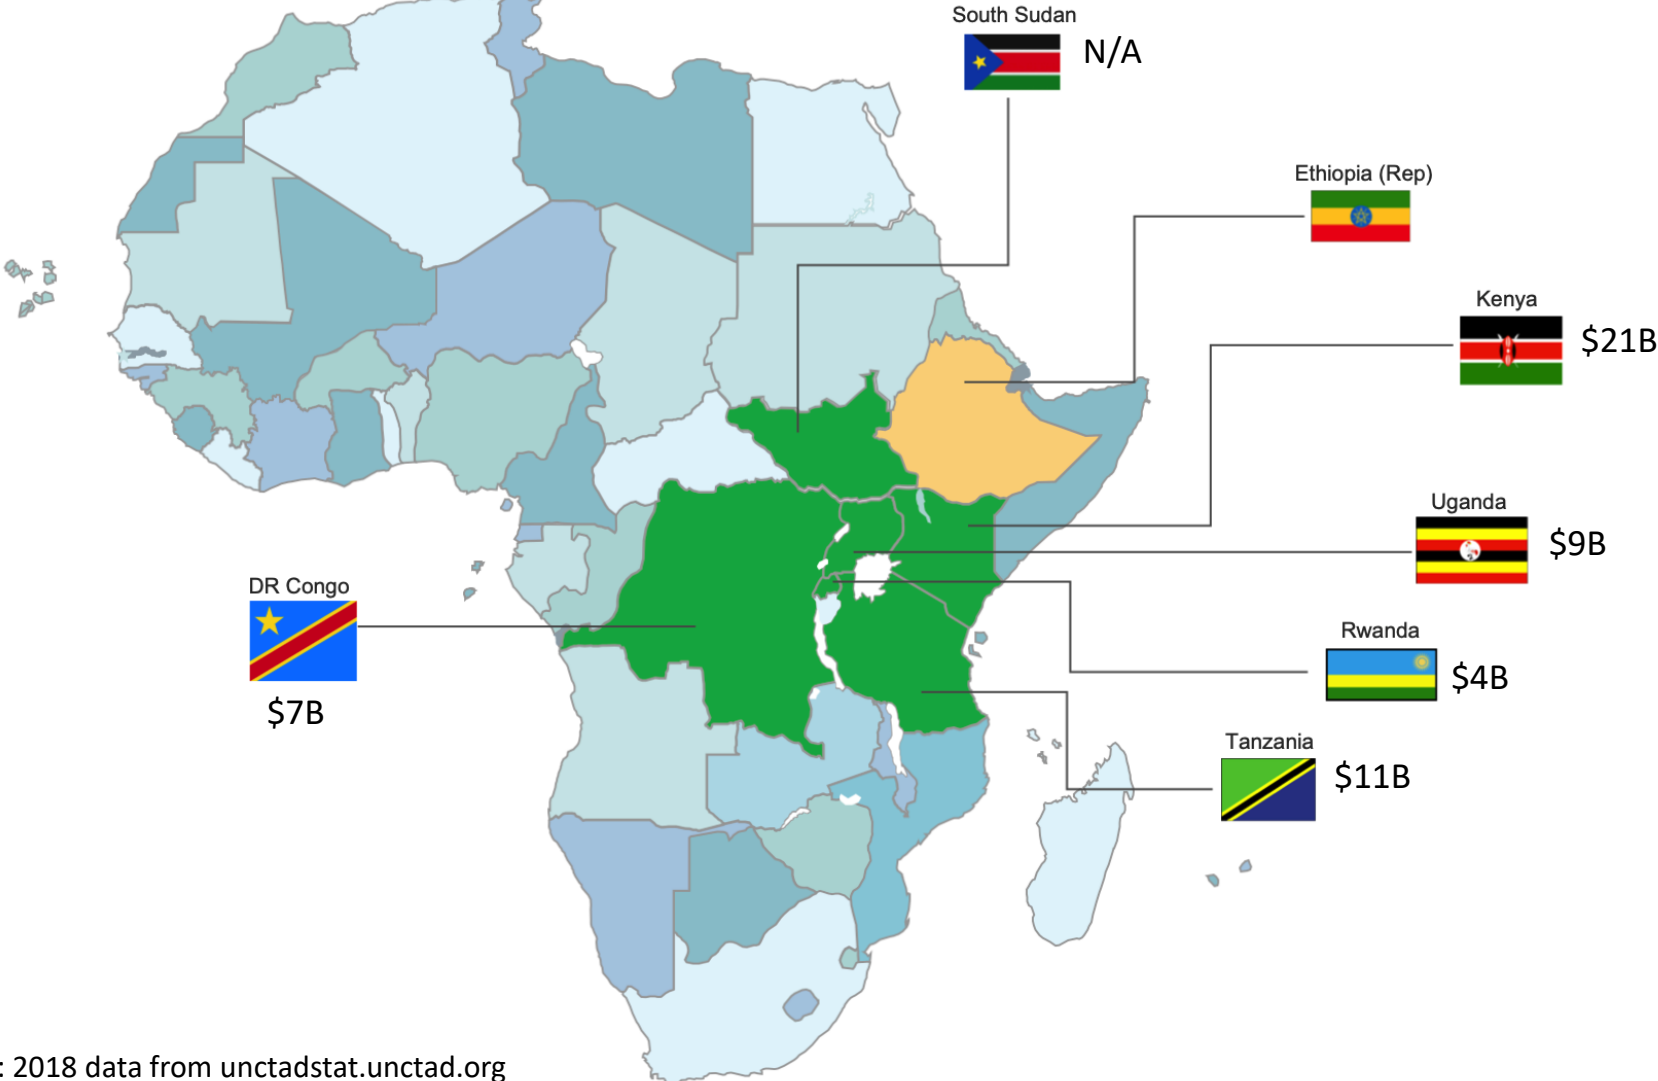 South Sudan
N/A
Ethiopia (Rep)
Kenya
$21B
Uganda
$9B
DR Congo
$7B
Rwanda
$4B
Tanzania
$11B
: 2018 data from unctadstat.unctad.org